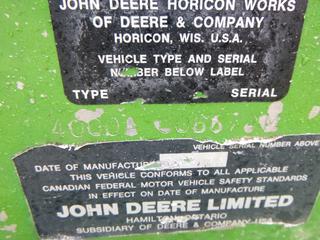 JOHN DEERE HORICON WORKS
OF DEERE & COMPANY
HORICON, WIS. U.S.A.
VEHICLE TYPE AND SERIAL
NUMBER BELOW LABEL
TYPE SERIAL
VEHICLE SERIAL NUMBER ABOVE
DATE OF MANUFACTURE
THIS VEHICLE CONFORMS TO ALL APPLICABLE
CANADIAN FEDERAL MOTOR VEHICLE SAFETY STANDARDS
IN EFFECT ON DATE OF MANUFACTURE
JOHN DEERE LIMITED
HAMILTON ONTARIO
SUBSIDIARY OF DEERE & COMPANY USA